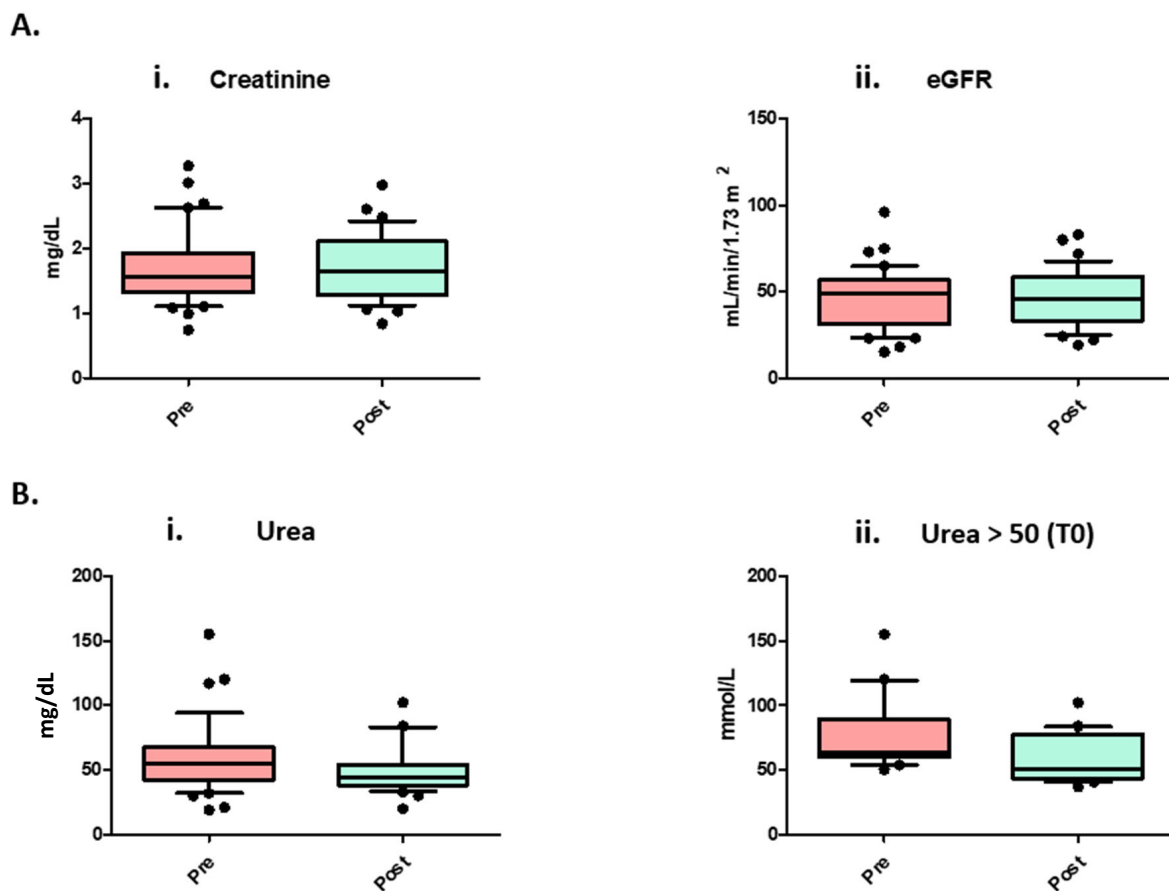 A.
i. Creatinine
ii. eGFR
4
3
2
1
0
mg/dL
Pre
Post
150
100
50
0
mL/min/1.73 m 2
Pre
Post
B.
i. Urea
ii. Urea > 50 (T0)
200
150
100
50
0
mg/dL
Pre
Post
200
150
100
50
0
mmol/L
Pre
Post